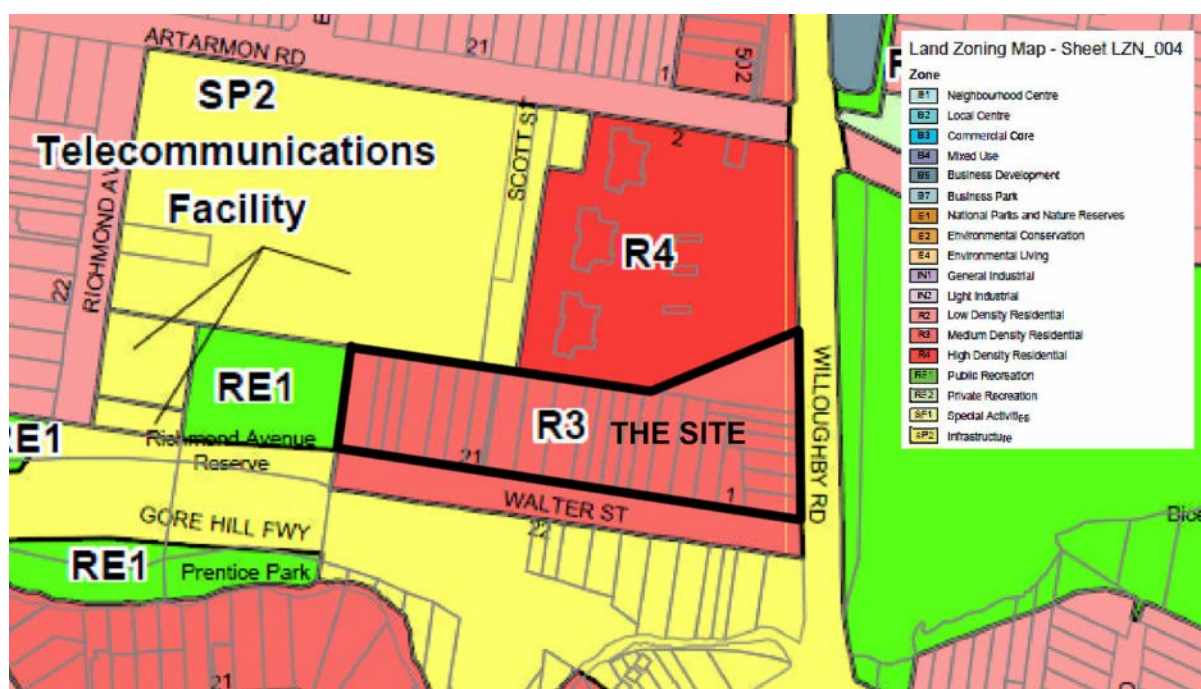 ARTARMON RD
21
1
502
SP2
Telecommunications
Facility
SCOTT ST
2
R4
RICHMOND AV
22
RE1
RE1
Richmond Avenue
Reserve
R3
THE SITE
21
1
WALTER ST
22
WILLOUGHBY RD
GORE HILL FWY
RE1
Prentice Park
21
Bice
Land Zoning Map - Sheet LZN_004
Zone
B1 Neighbourhood Centre
B2 Local Centre
B3 Commercial Core
B4 Mixed Use
B5 Business Development
B7 Business Park
E1 National Parks and Nature Reserves
E2 Environmental Conservation
E4 Environmental Living
IN1 General Industrial
IN2 Light Industrial
R2 Low Density Residential
R3 Medium Density Residential
R4 High Density Residential
RE1 Public Recreation
RE2 Private Recreation
SP1 Special Activities
SP2 Infrastructure